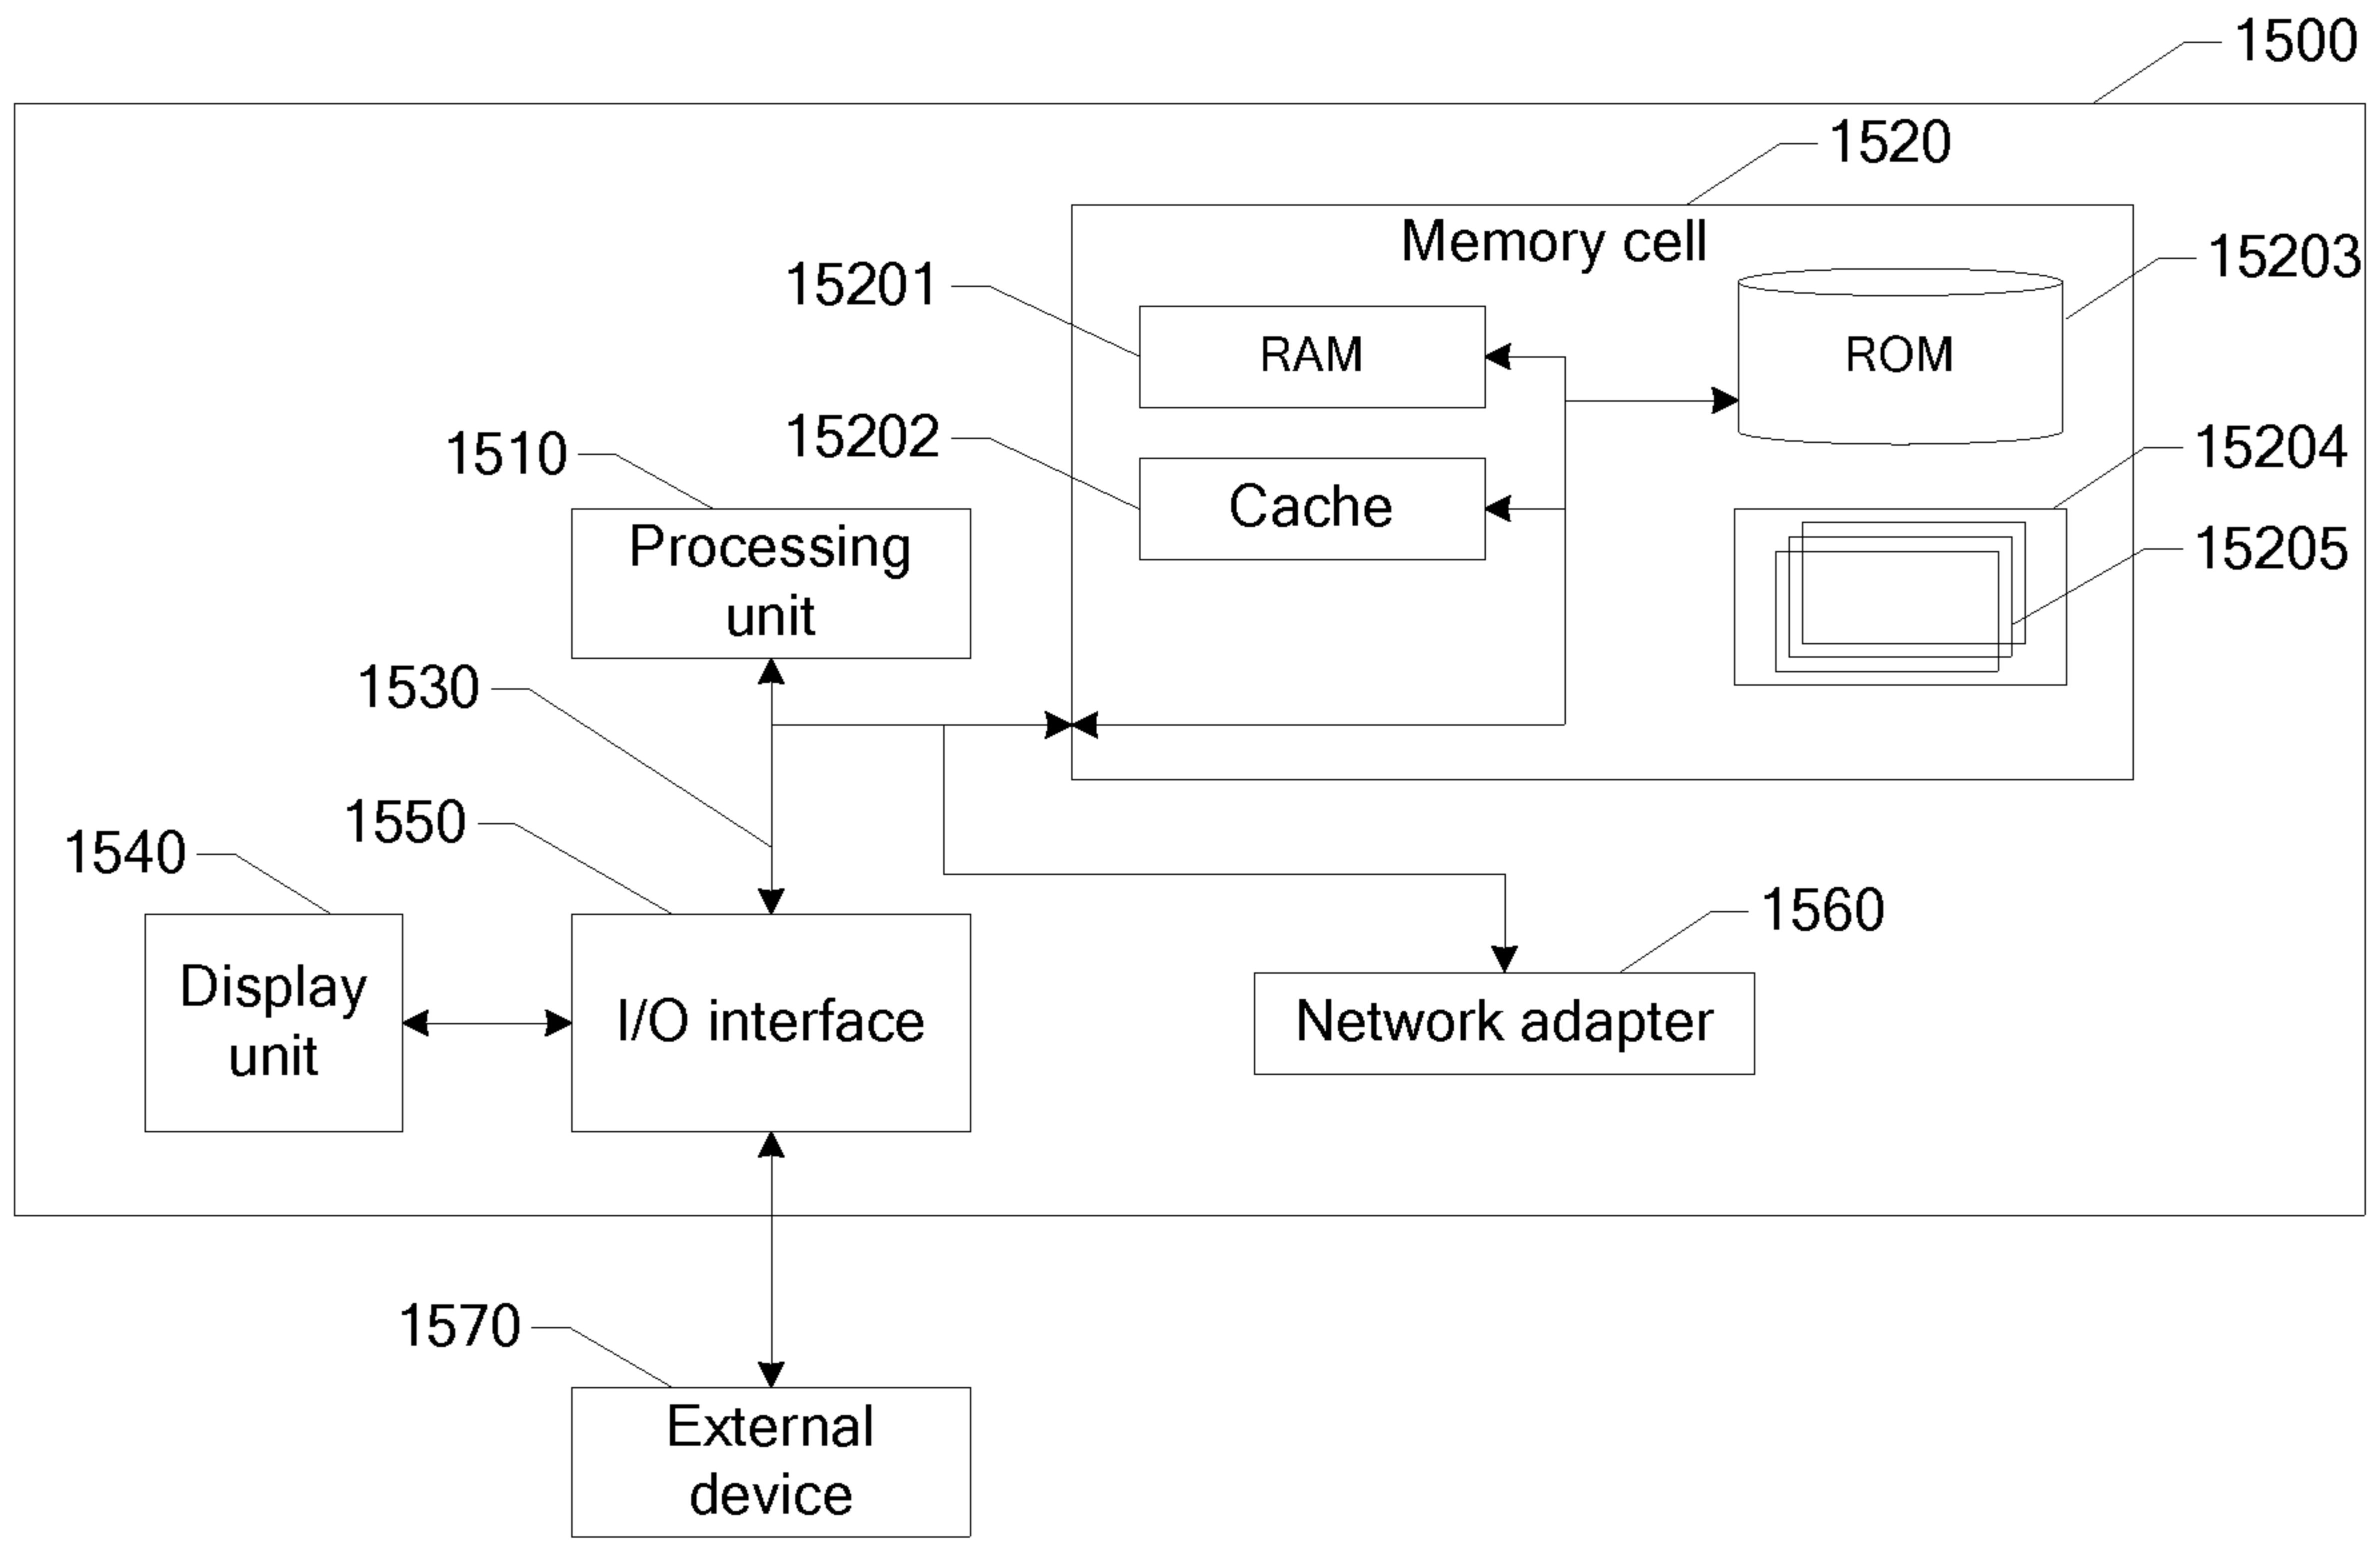 1500
1520
Memory cell
15203
15201
RAM
ROM
15202
15204
1510
Cache
15205
Processing
unit
1530
1550
1540
1560
Display
unit
I/O interface
Network adapter
1570
External
device